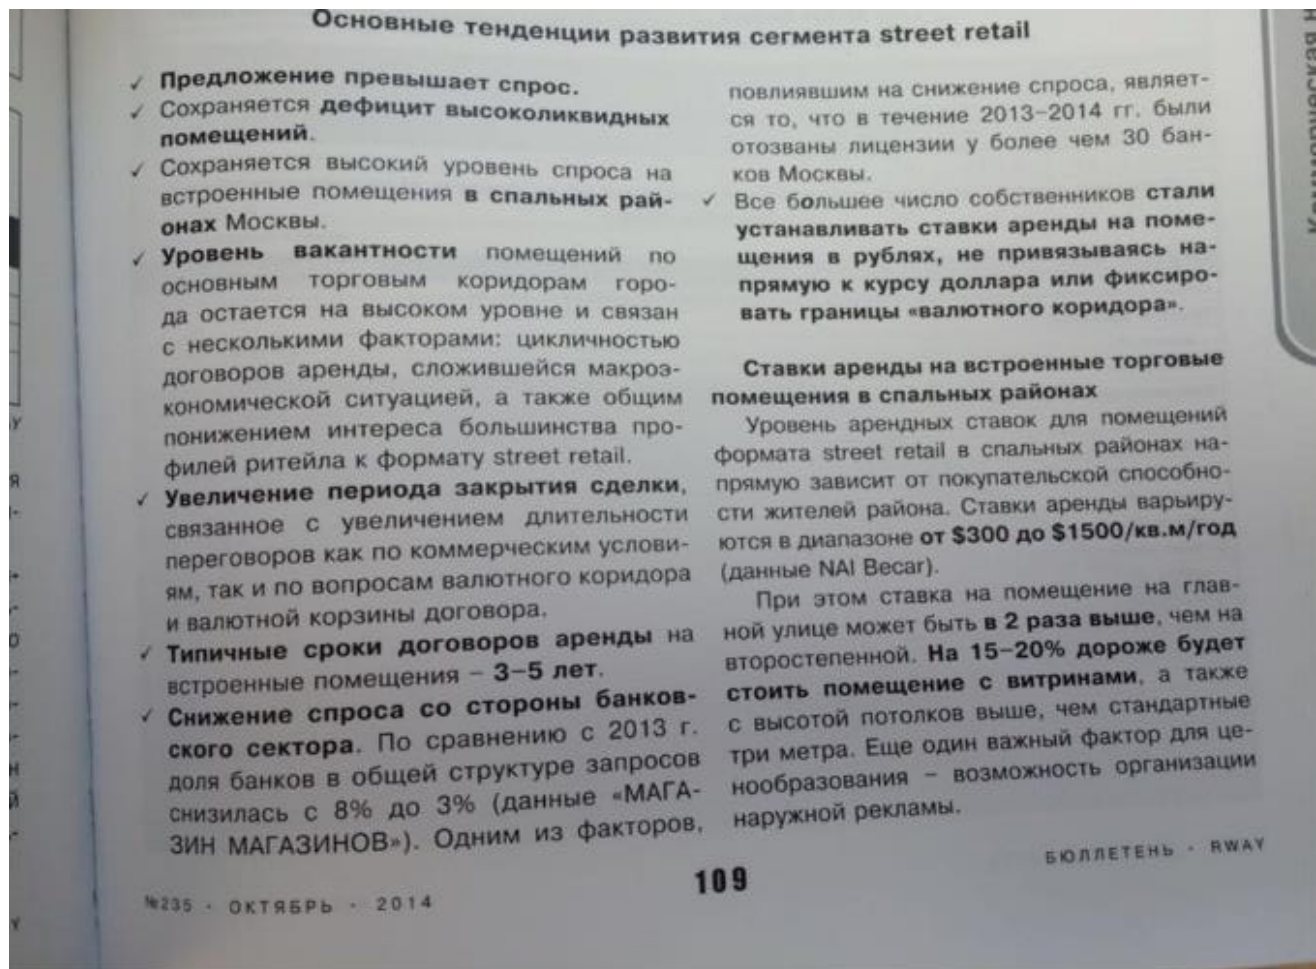 Основные тенденции развития сегмента street retail
✓ Предложение превышает спрос.
✓ Сохраняется дефицит высоколиквидных
помещений.
✓ Сохраняется высокий уровень спроса на
встроенные помещения в спальных рай-
онах Москвы.
✓ Уровень вакантности помещений по
основным торговым коридорам горо-
да остается на высоком уровне и связан
с несколькими факторами: цикличностью
договоров аренды, сложившейся макроэ-
кономической ситуацией, а также общим
понижением интереса большинства про-
филей ритейла к формату street retail.
✓ Увеличение периода закрытия сделки,
связанное с увеличением длительности
переговоров как по коммерческим услови-
ям, так и по вопросам валютного коридора
и валютной корзины договора.
✓ Типичные сроки договоров аренды на
встроенные помещения – 3–5 лет.
✓ Снижение спроса со стороны банков-
ского сектора. По сравнению с 2013 г.
доля банков в общей структуре запросов
снизилась с 8% до 3% (данные «МАГА-
ЗИН МАГАЗИНОВ»). Одним из факторов,
повлиявшим на снижение спроса, являет-
ся то, что в течение 2013–2014 гг. были
отозваны лицензии у более чем 30 бан-
ков Москвы.
✓ Все большее число собственников стали
устанавливать ставки аренды на поме-
щения в рублях, не привязываясь на-
прямую к курсу доллара или фиксиро-
вать границы «валютного коридора».
Ставки аренды на встроенные торговые
помещения в спальных районах
Уровень арендных ставок для помещений
формата street retail в спальных районах на-
прямую зависит от покупательской способно-
сти жителей района. Ставки аренды варьиру-
ются в диапазоне от $300 до $1500/кв.м/год
(данные NAI Becar).
При этом ставка на помещение на глав-
ной улице может быть в 2 раза выше, чем на
второстепенной. На 15–20% дороже будет
стоить помещение с витринами, а также
с высотой потолков выше, чем стандартные
три метра. Еще один важный фактор для це-
нообразования – возможность организации
наружной рекламы.
№235 · ОКТЯБРЬ · 2014
109
БЮЛЛЕТЕНЬ · RWAY